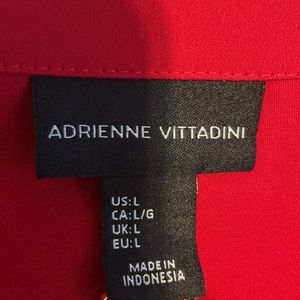 ADRIENNE VITTADINI
US:L
CA:L/G
UK:L
EU:L
MADE IN
INDONESIA